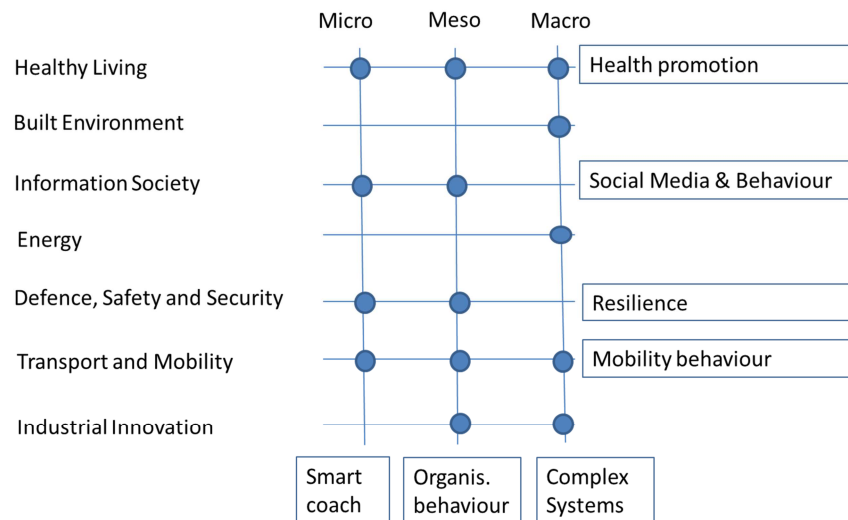 Micro Meso Macro
Healthy Living Health promotion
Built Environment
Information Society Social Media & Behaviour
Energy
Defence, Safety and Security Resilience
Transport and Mobility Mobility behaviour
Industrial Innovation
Smart
coach
Organis.
behaviour
Complex
Systems